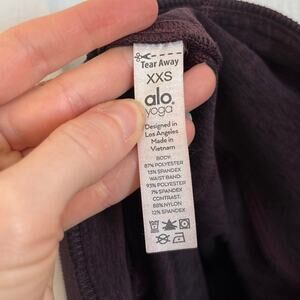 Tear Away
XXS
alo.
yoga
Designed in
Los Angeles
Made in
Vietnam
BODY:
87% POLYESTER
13% SPANDEX
WAIST BAND:
93% POLYESTER
7% SPANDEX
CONTRAST:
88% NYLON
12% SPANDEX